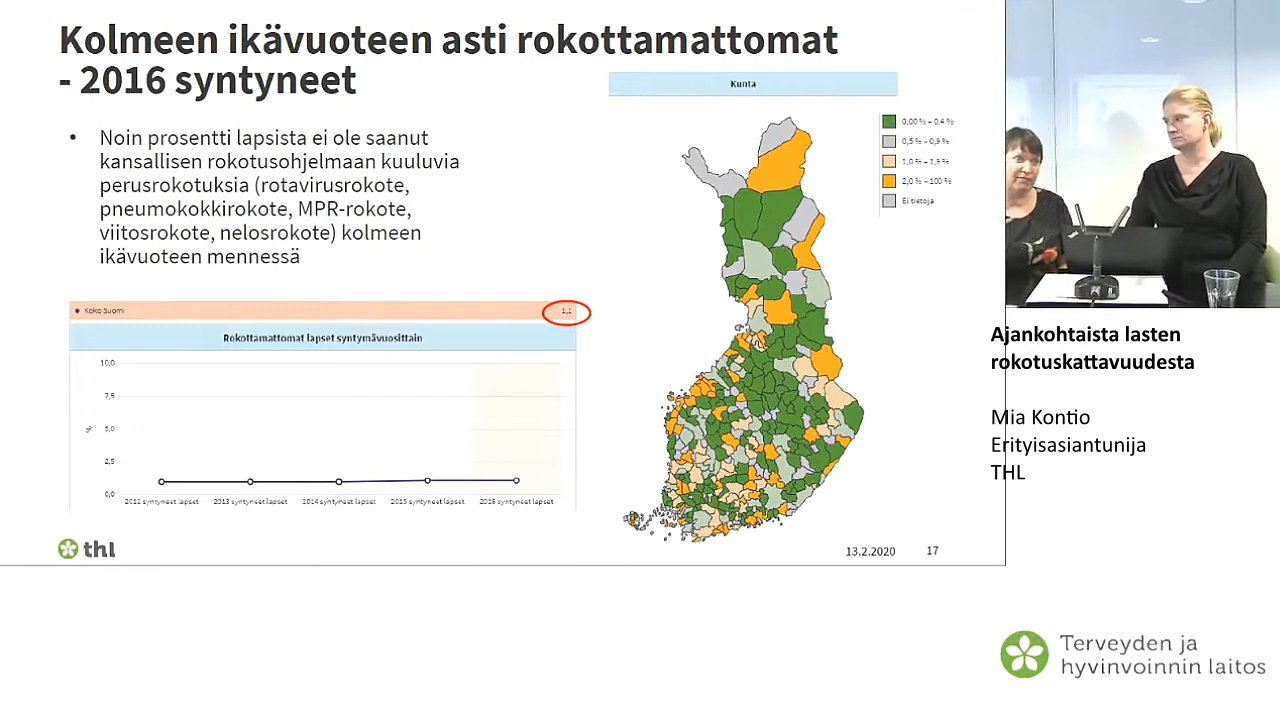 Kolmeen ikävuoteen asti rokottamattomat
- 2016 syntyneet
• Noin prosentti lapsista ei ole saanut
kansallisen rokotusohjelmaan kuuluvia
perusrokotuksia (rotavirusrokote,
pneumokokkirokote, MPR-rokote,
viitosrokote, nelosrokote) kolmeen
ikävuoteen mennessä
Koko Suomi 1,1
Rokottamattomat lapset syntymävuosittain
10,0
7,5
%
5,0
2,5
0,0
2012 syntyneet lapset 2013 syntyneet lapset 2014 syntyneet lapset 2015 syntyneet lapset 2016 syntyneet lapset
thl
Kunta
0,00 % – 0,4 %
0,5 % – 0,9 %
1,0 % – 1,9 %
2,0 % – 100 %
Ei tietoja
13.2.2020 17
Ajankohtaista lasten
rokotuskattavuudesta
Mia Kontio
Erityisasiantunija
THL
Terveyden ja
hyvinvoinnin laitos